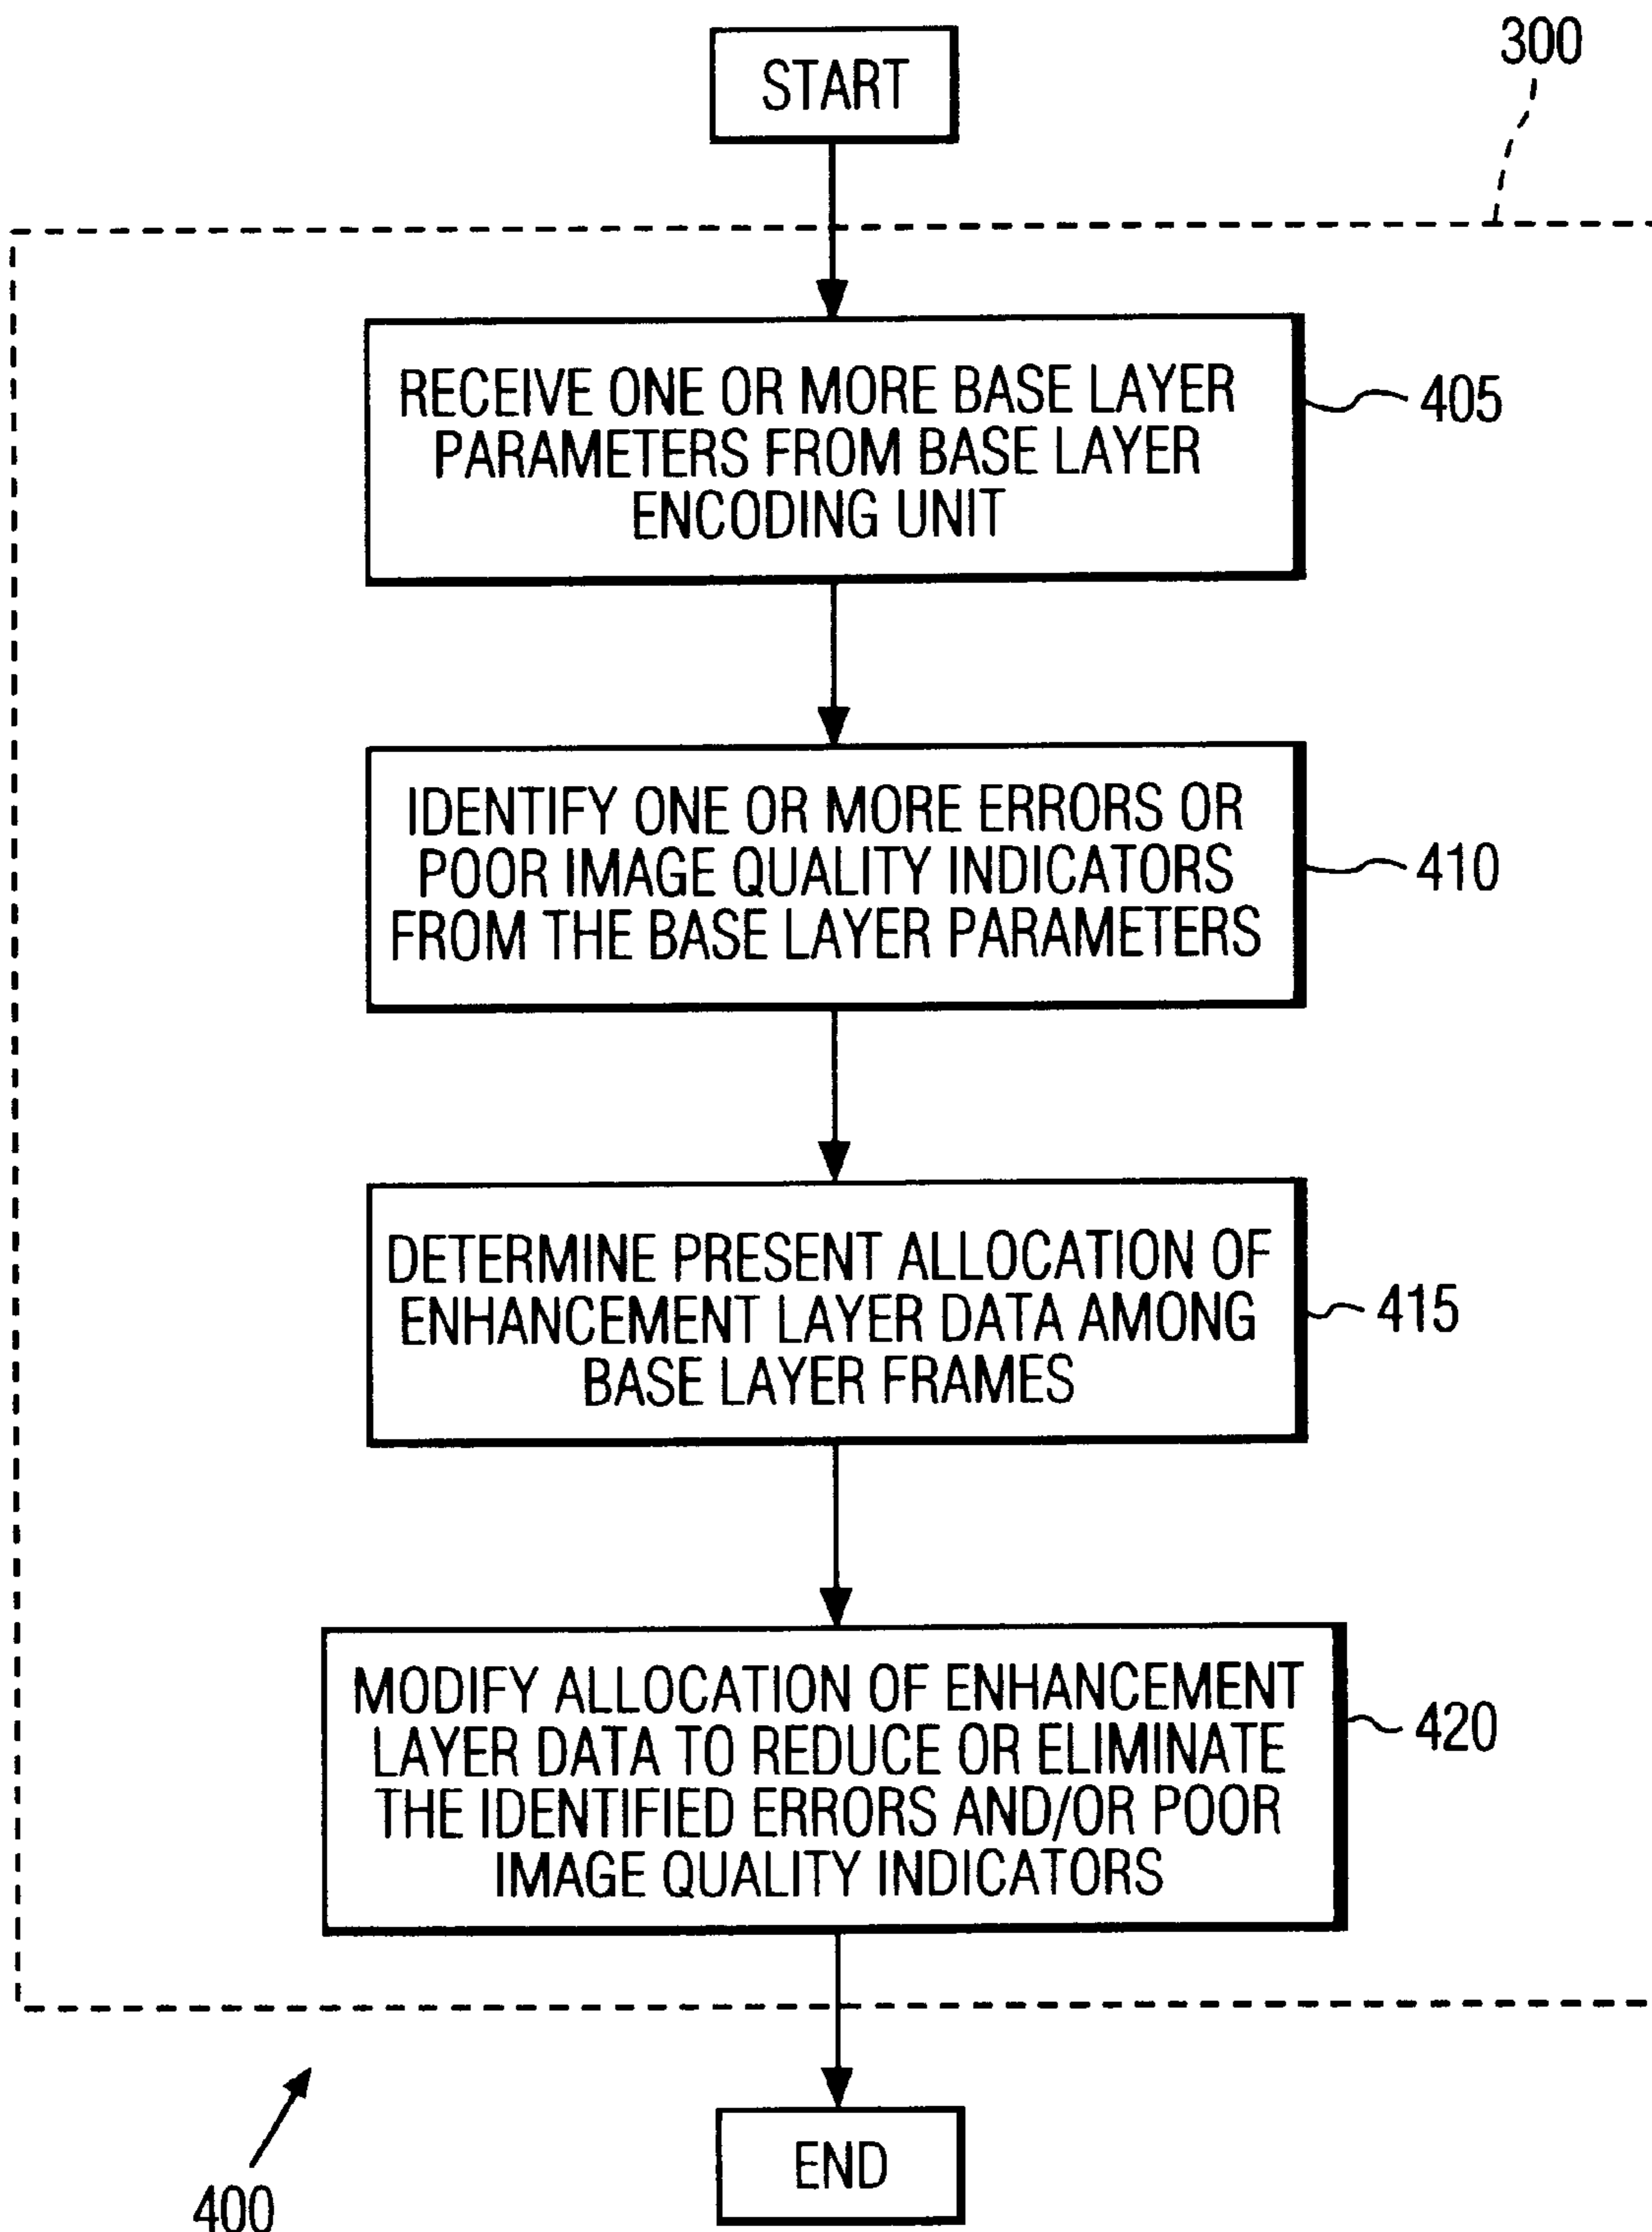 START
300
RECEIVE ONE OR MORE BASE LAYER
PARAMETERS FROM BASE LAYER
ENCODING UNIT
405
IDENTIFY ONE OR MORE ERRORS OR
POOR IMAGE QUALITY INDICATORS
FROM THE BASE LAYER PARAMETERS
410
DETERMINE PRESENT ALLOCATION OF
ENHANCEMENT LAYER DATA AMONG
BASE LAYER FRAMES
415
MODIFY ALLOCATION OF ENHANCEMENT
LAYER DATA TO REDUCE OR ELIMINATE
THE IDENTIFIED ERRORS AND/OR POOR
IMAGE QUALITY INDICATORS
420
END
400